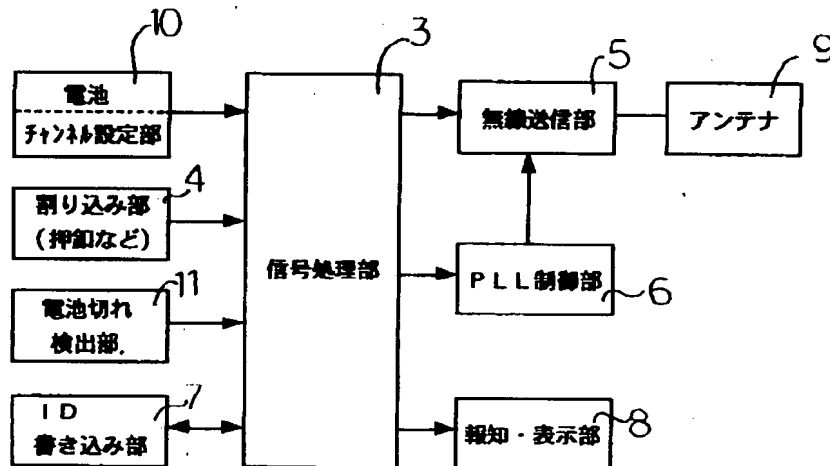 10
電池
チャンネル設定部
4
割り込み部
(押釦など)
11
電池切れ
検出部.
7
ID
書き込み部
3
信号処理部
5
無線送信部
9
アンテナ
PLL制御部
6
報知・表示部
8